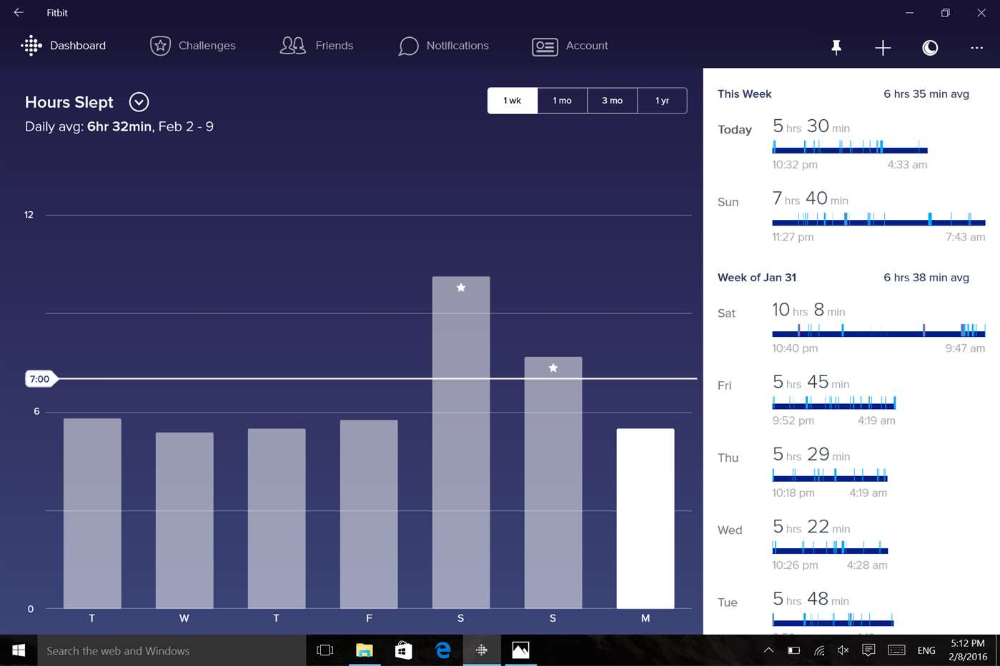 Fitbit
Dashboard Challenges Friends Notifications Account
Hours Slept
Daily avg: 6hr 32min, Feb 2 - 9
1 wk 1 mo 3 mo 1 yr
12
7:00
6
0
T W T F S S M
This Week 6 hrs 35 min avg
Today 5 hrs 30 min
10:32 pm 4:33 am
Sun 7 hrs 40 min
11:27 pm 7:43 am
Week of Jan 31 6 hrs 38 min avg
Sat 10 hrs 8 min
10:40 pm 9:47 am
Fri 5 hrs 45 min
9:52 pm 4:19 am
Thu 5 hrs 29 min
10:18 pm 4:19 am
Wed 5 hrs 22 min
10:26 pm 4:28 am
Tue 5 hrs 48 min
Search the web and Windows
ENG
5:12 PM
2/8/2016